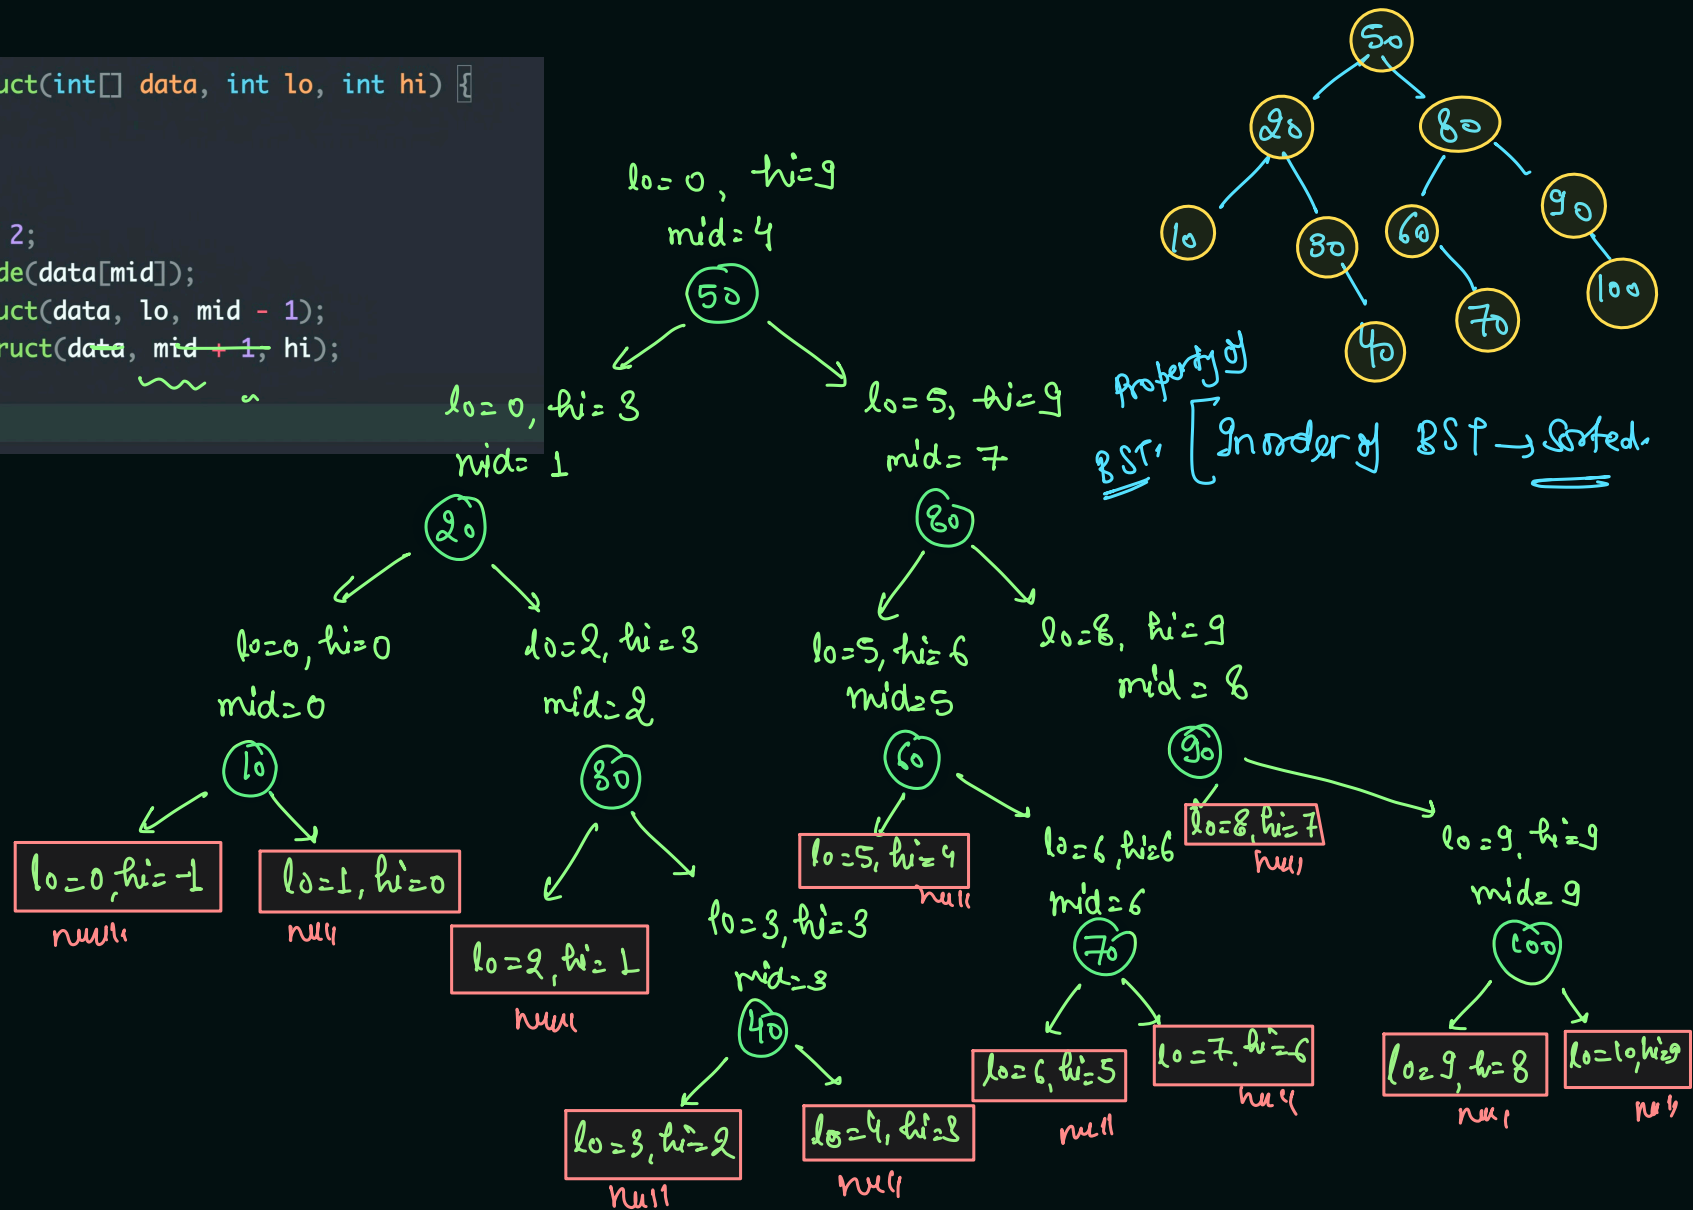 uct(int[] data, int lo, int hi) {
2;
de(data[mid]);
uct(data, lo, mid - 1);
ruct(data, mid + 1, hi);
50
20
80
10
30
60
90
40
70
100
Property of
BST.
Inorder of BST → Sorted.
lo=0, hi=9
mid=4
50
lo=0, hi=3
mid=1
20
lo=5, hi=9
mid=7
80
lo=0, hi=0
mid=0
10
lo=2, hi=3
mid=2
30
lo=5, hi=6
mid=5
60
lo=8, hi=9
mid=8
90
lo=0, hi=-1
null
lo=1, hi=0
null
lo=2, hi=1
null
lo=3, hi=3
mid=3
40
lo=5, hi=4
null
lo=6, hi=6
mid=6
70
lo=8, hi=7
null
lo=9, hi=9
mid=9
100
lo=3, hi=2
null
lo=4, hi=3
null
lo=6, hi=5
null
lo=7, hi=6
null
lo=9, h=8
null
lo=10, hi=9
null